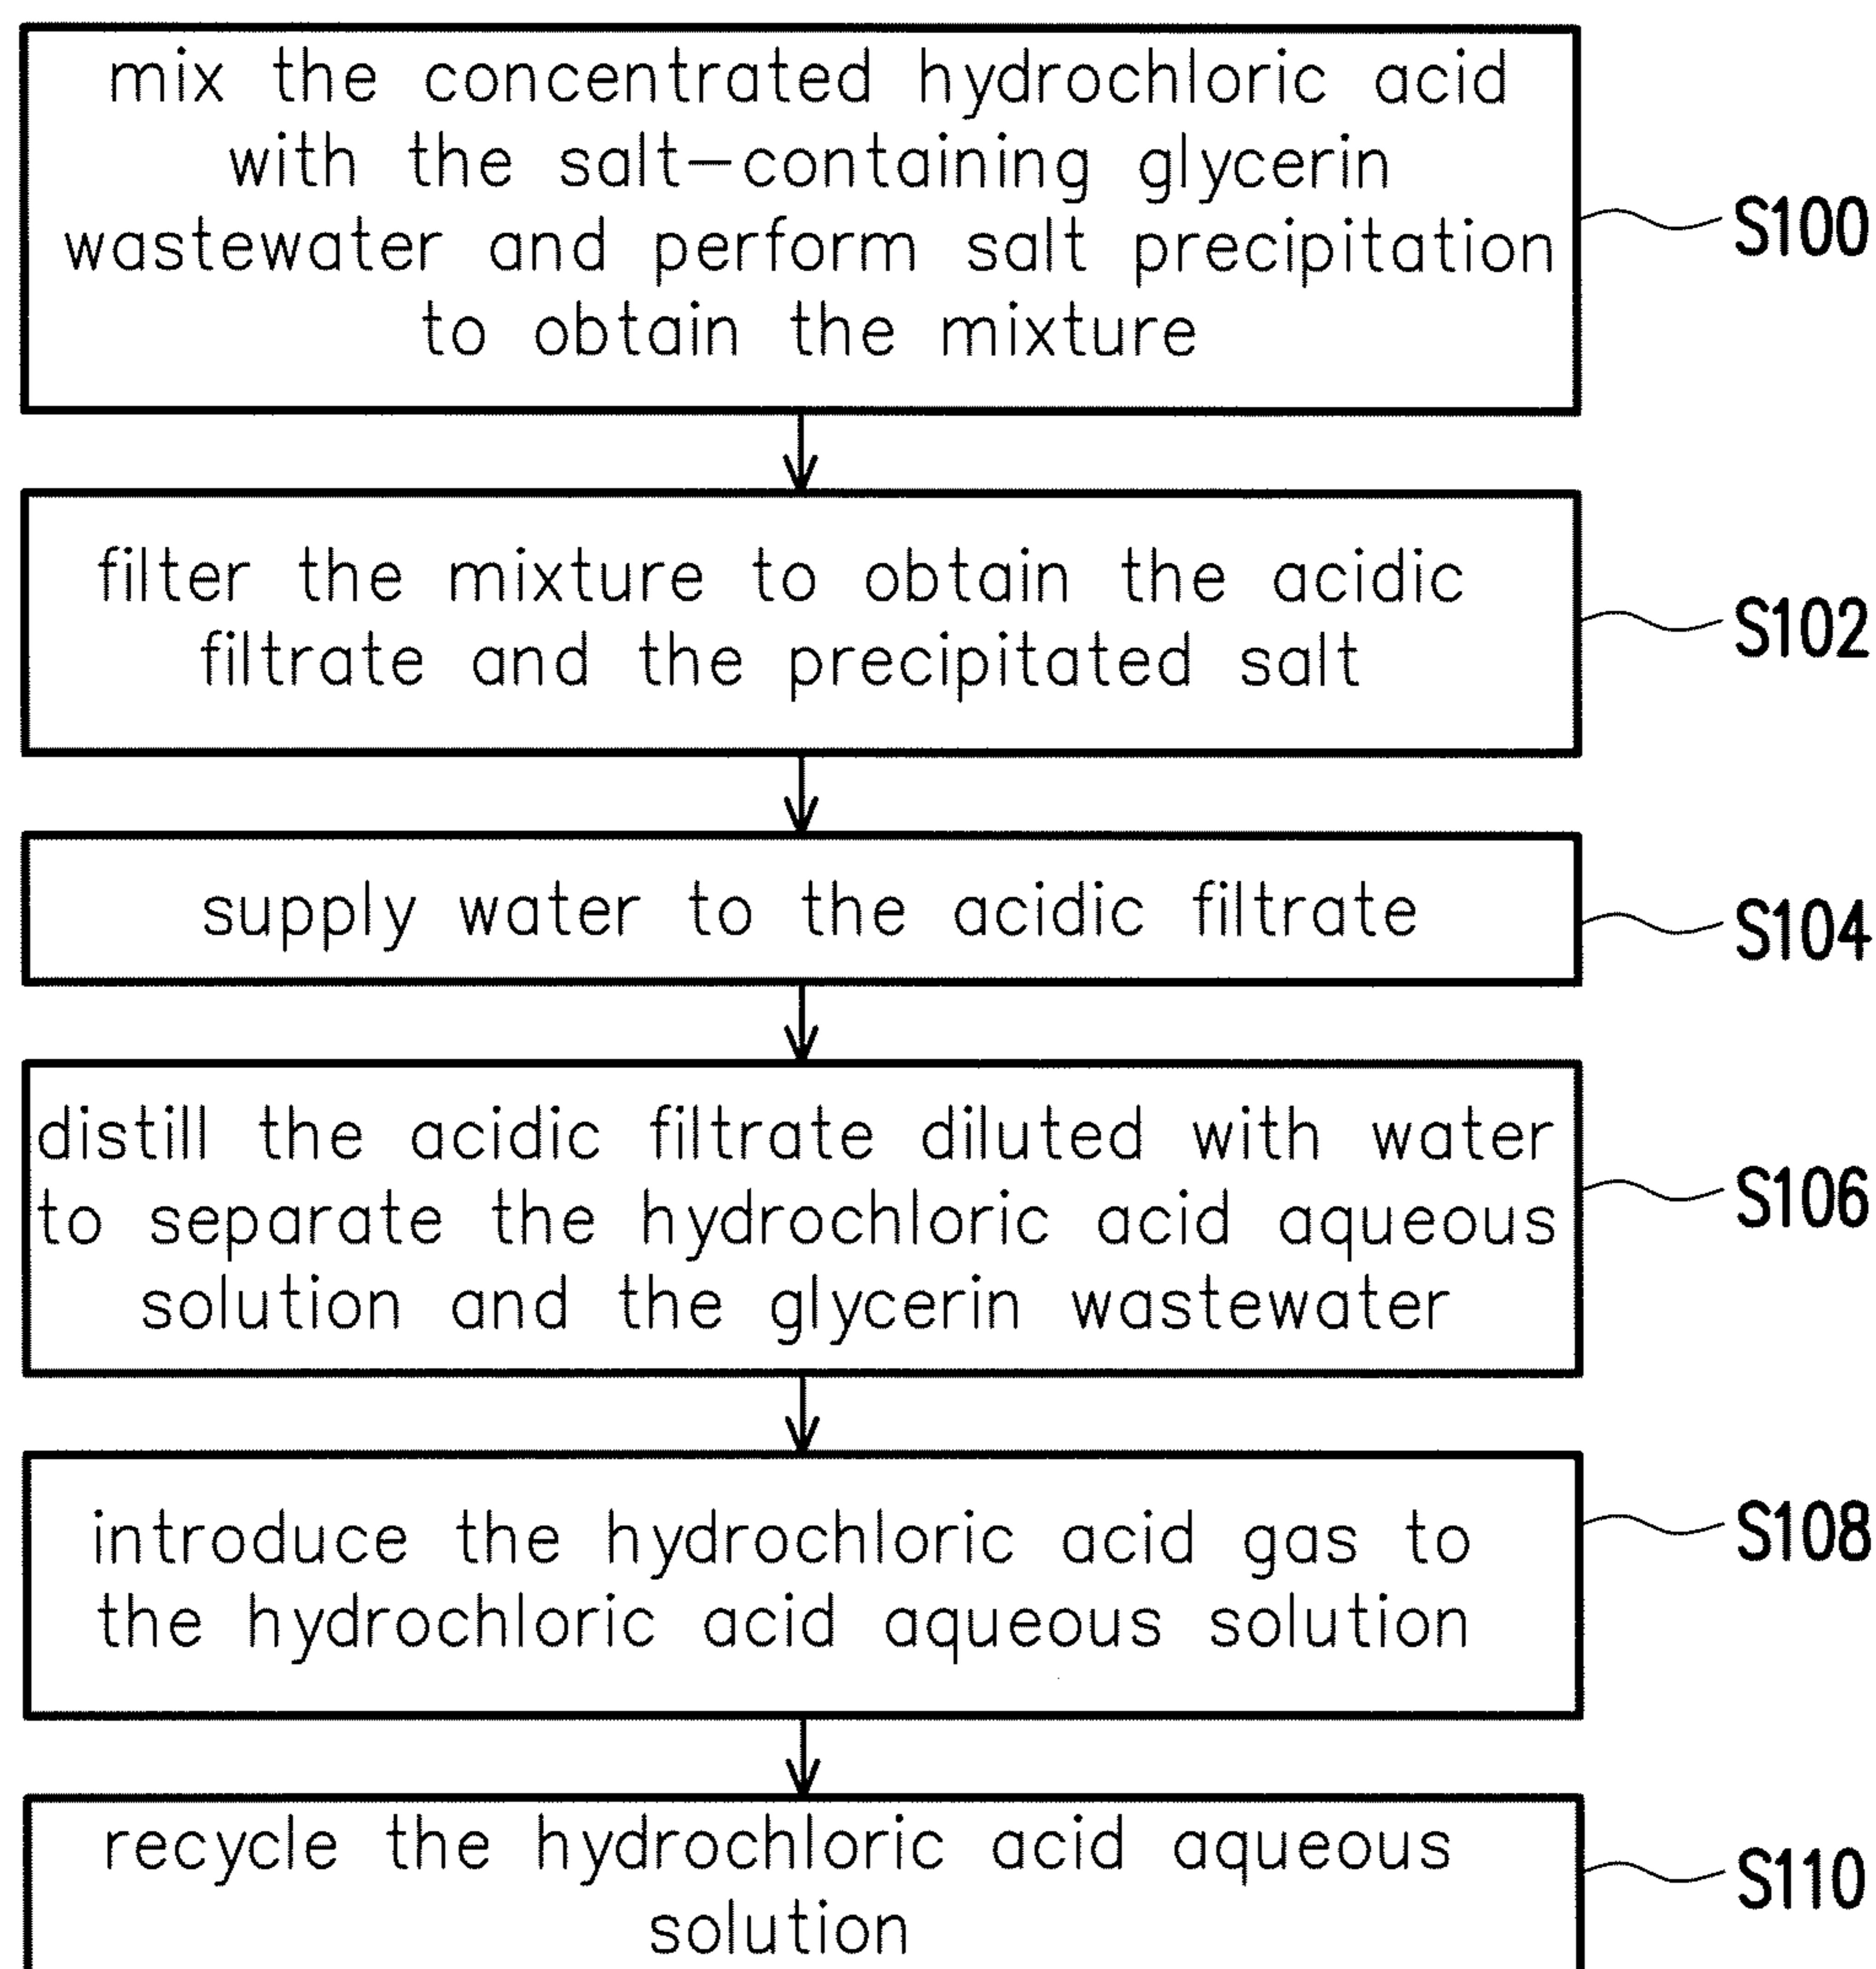 mix the concentrated hydrochloric acid
with the salt-containing glycerin
wastewater and perform salt precipitation
to obtain the mixture
S100
filter the mixture to obtain the acidic
filtrate and the precipitated salt
S102
supply water to the acidic filtrate
S104
distill the acidic filtrate diluted with water
to separate the hydrochloric acid aqueous
solution and the glycerin wastewater
S106
introduce the hydrochloric acid gas to
the hydrochloric acid aqueous solution
S108
recycle the hydrochloric acid aqueous
solution
S110